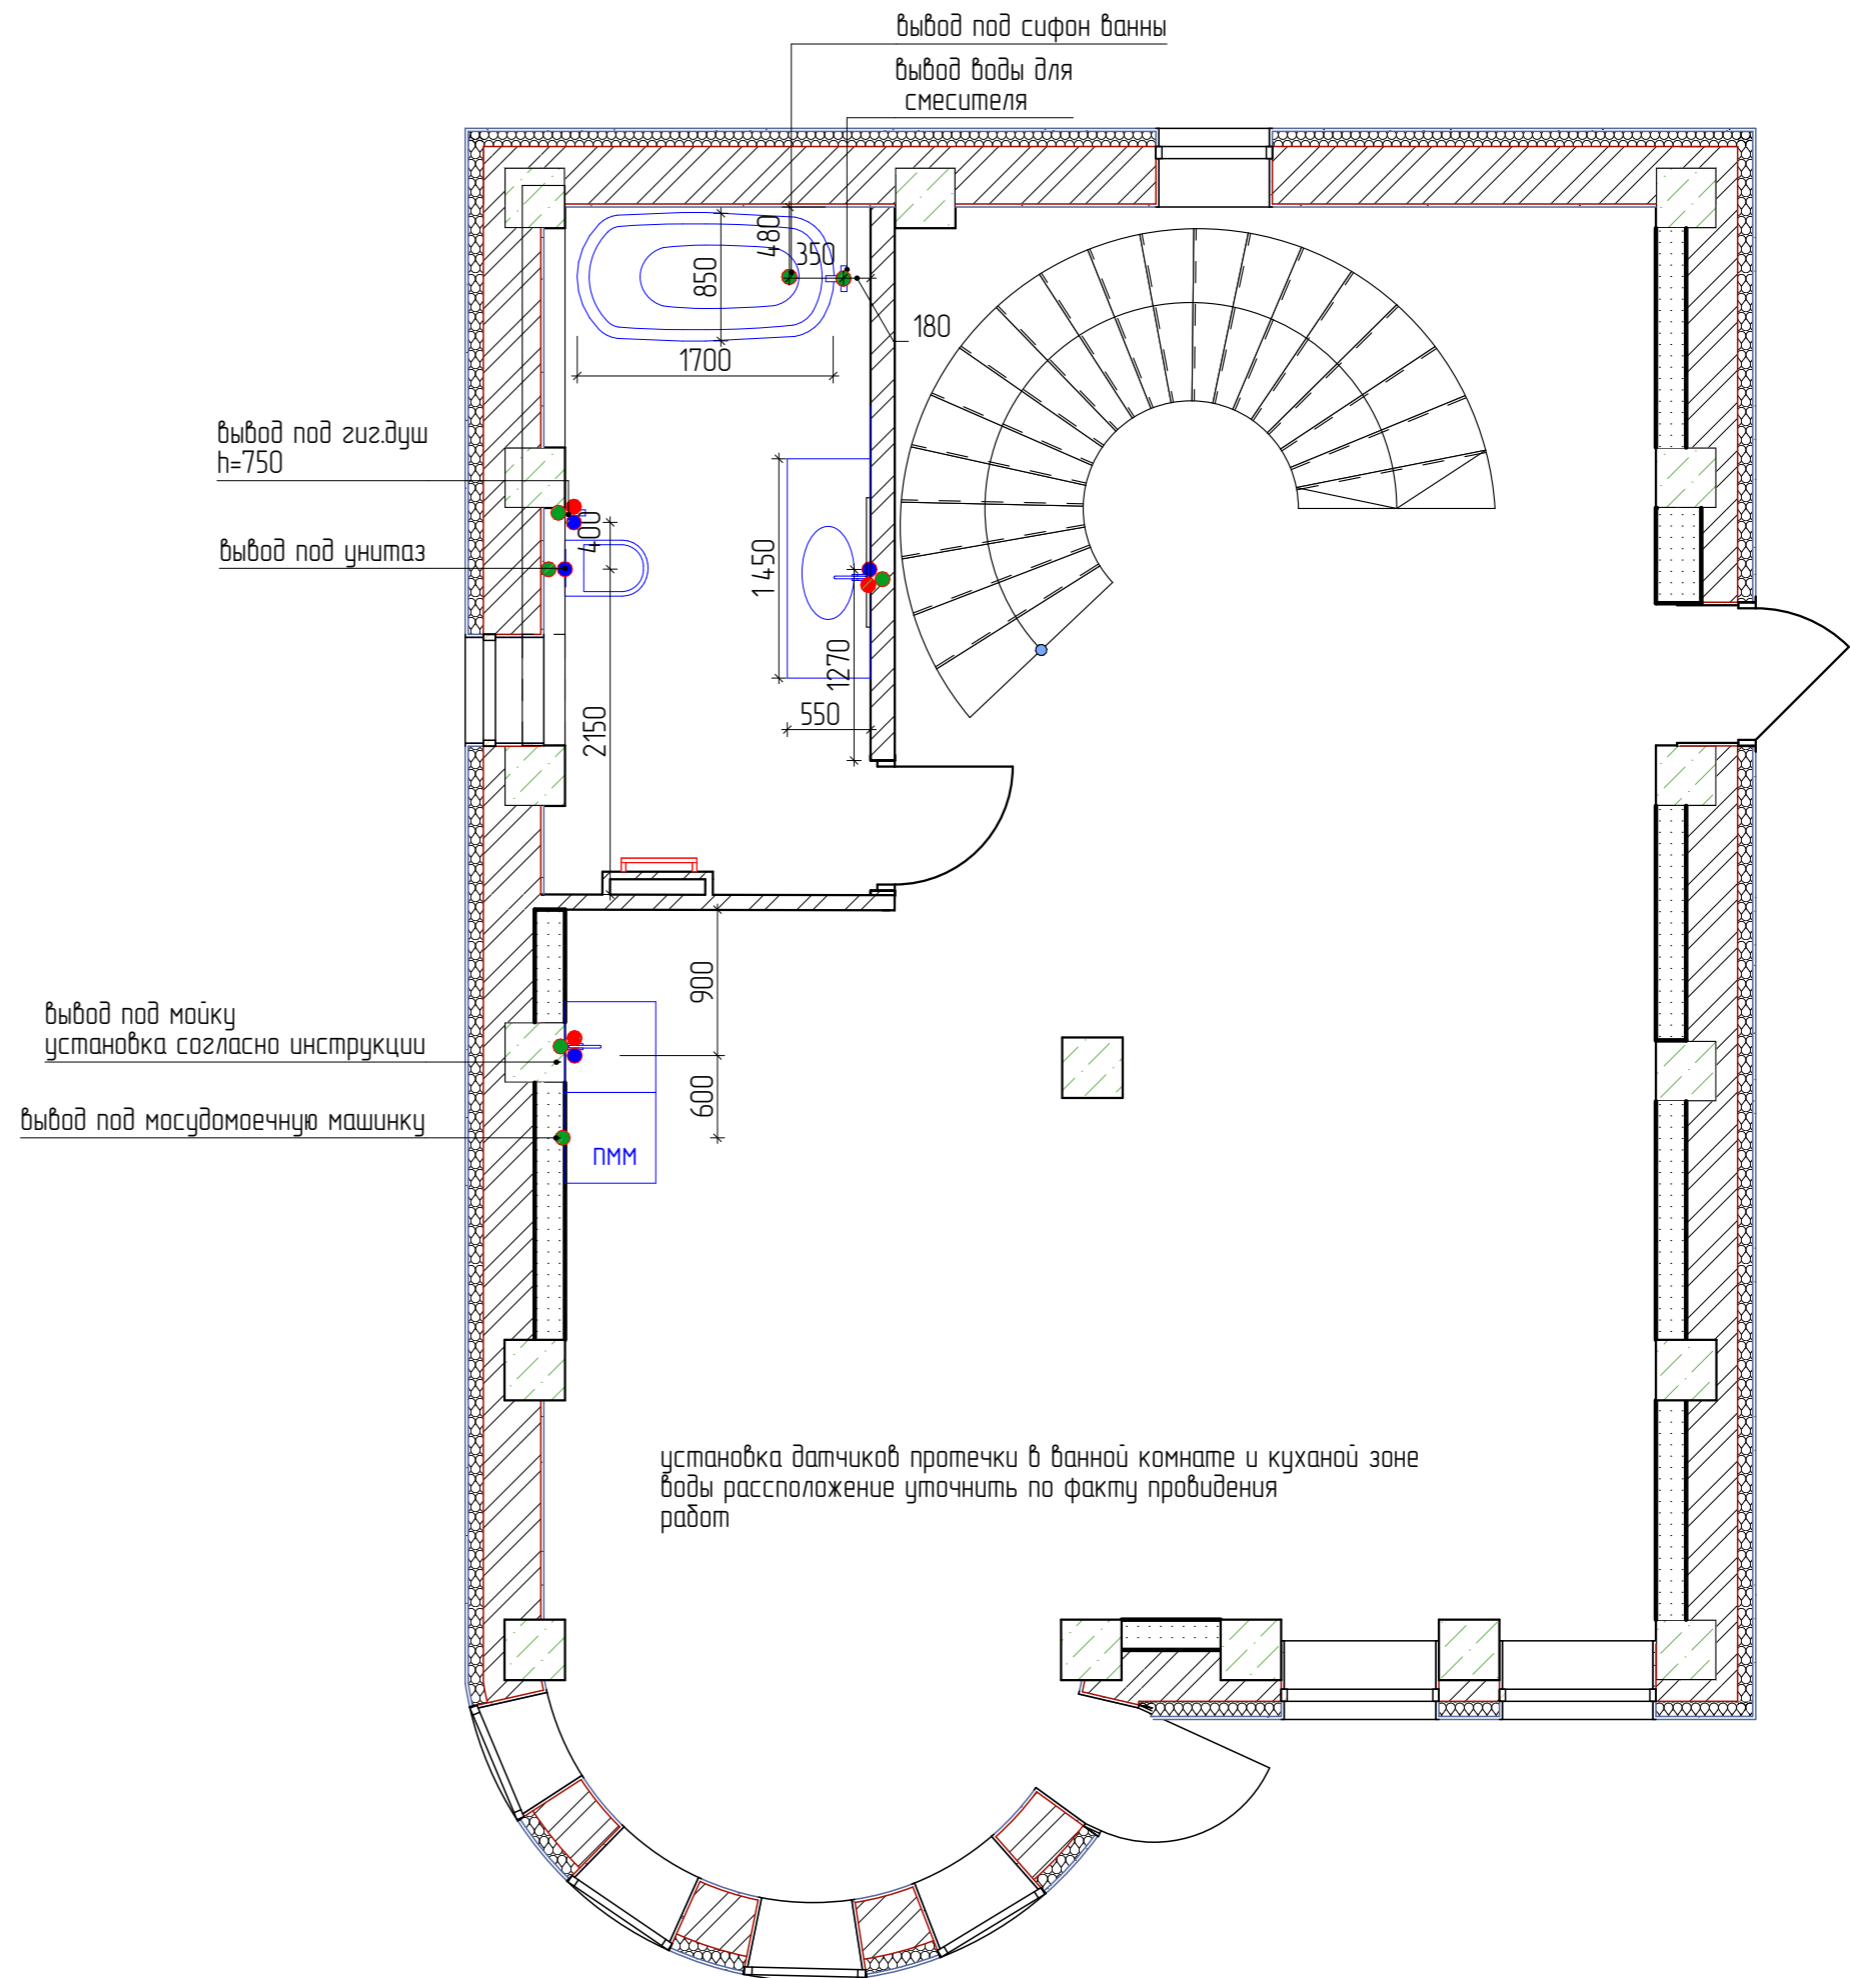 вывод под сифон ванны
вывод воды для
смесителя
480
350
850
180
1700
вывод под гиг.душ
h=750
400
вывод под унитаз
1450
1270
550
2150
900
вывод под мойку
установка согласно инструкции
600
вывод под мосудомоечную машинку
ПММ
установка датчиков протечки в ванной комнате и куханой зоне
воды рассположение уточнить по факту провидения
работ